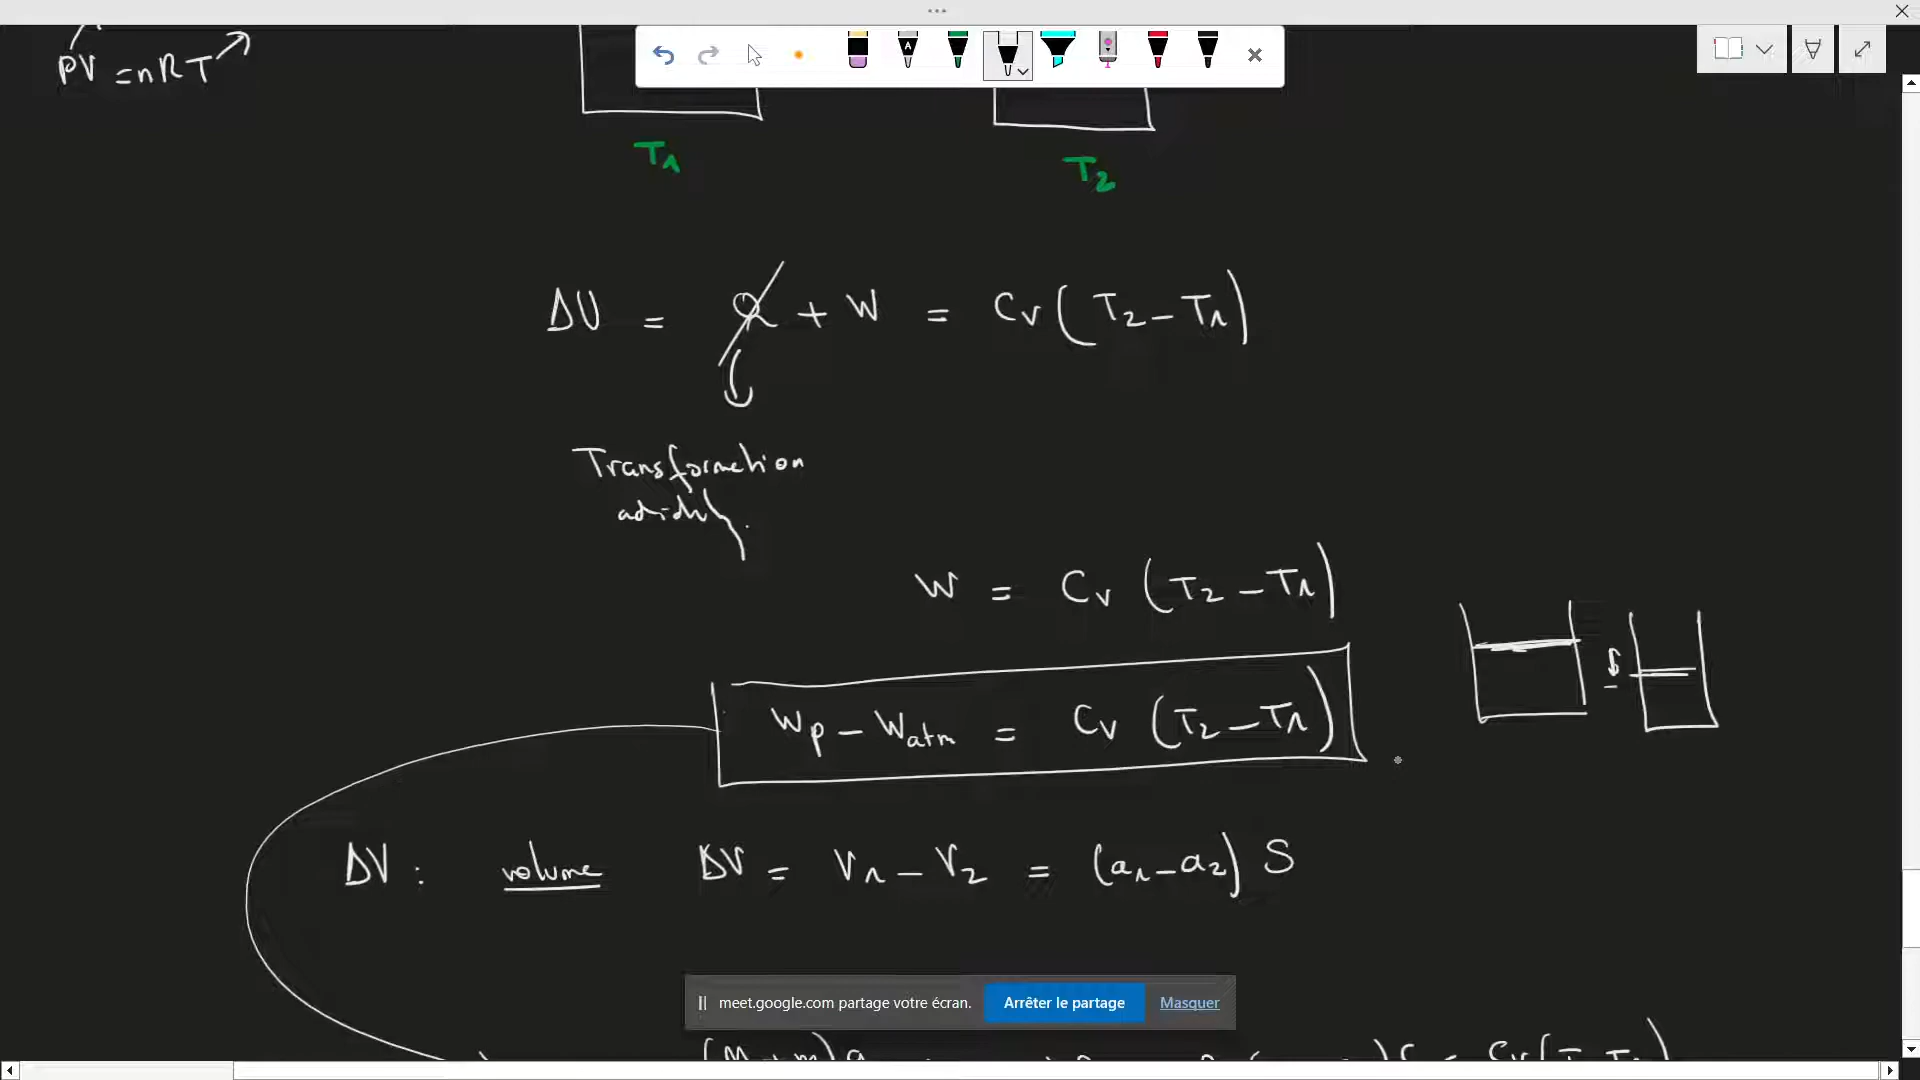 PV = nRT
T1
T2
ΔU = Q + W = Cv (T2 - T1)
Transformation
W = Cv (T2 - T1)
Wp - Watm = Cv (T2 - T1)
ΔV : volume ΔV = V1 - V2 = (a1 - a2) S
meet.google.com partage votre écran. Arrêter le partage Masquer